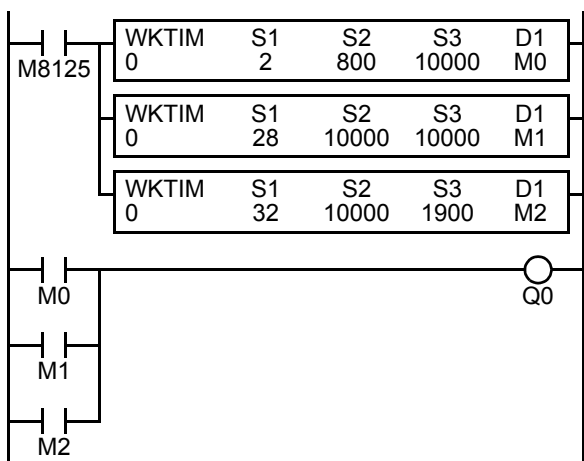 WKTIM S1 S2 S3 D1
M8125 0 2 800 10000 M0
WKTIM S1 S2 S3 D1
0 28 10000 10000 M1
WKTIM S1 S2 S3 D1
0 32 10000 1900 M2
M0 Q0
M1
M2